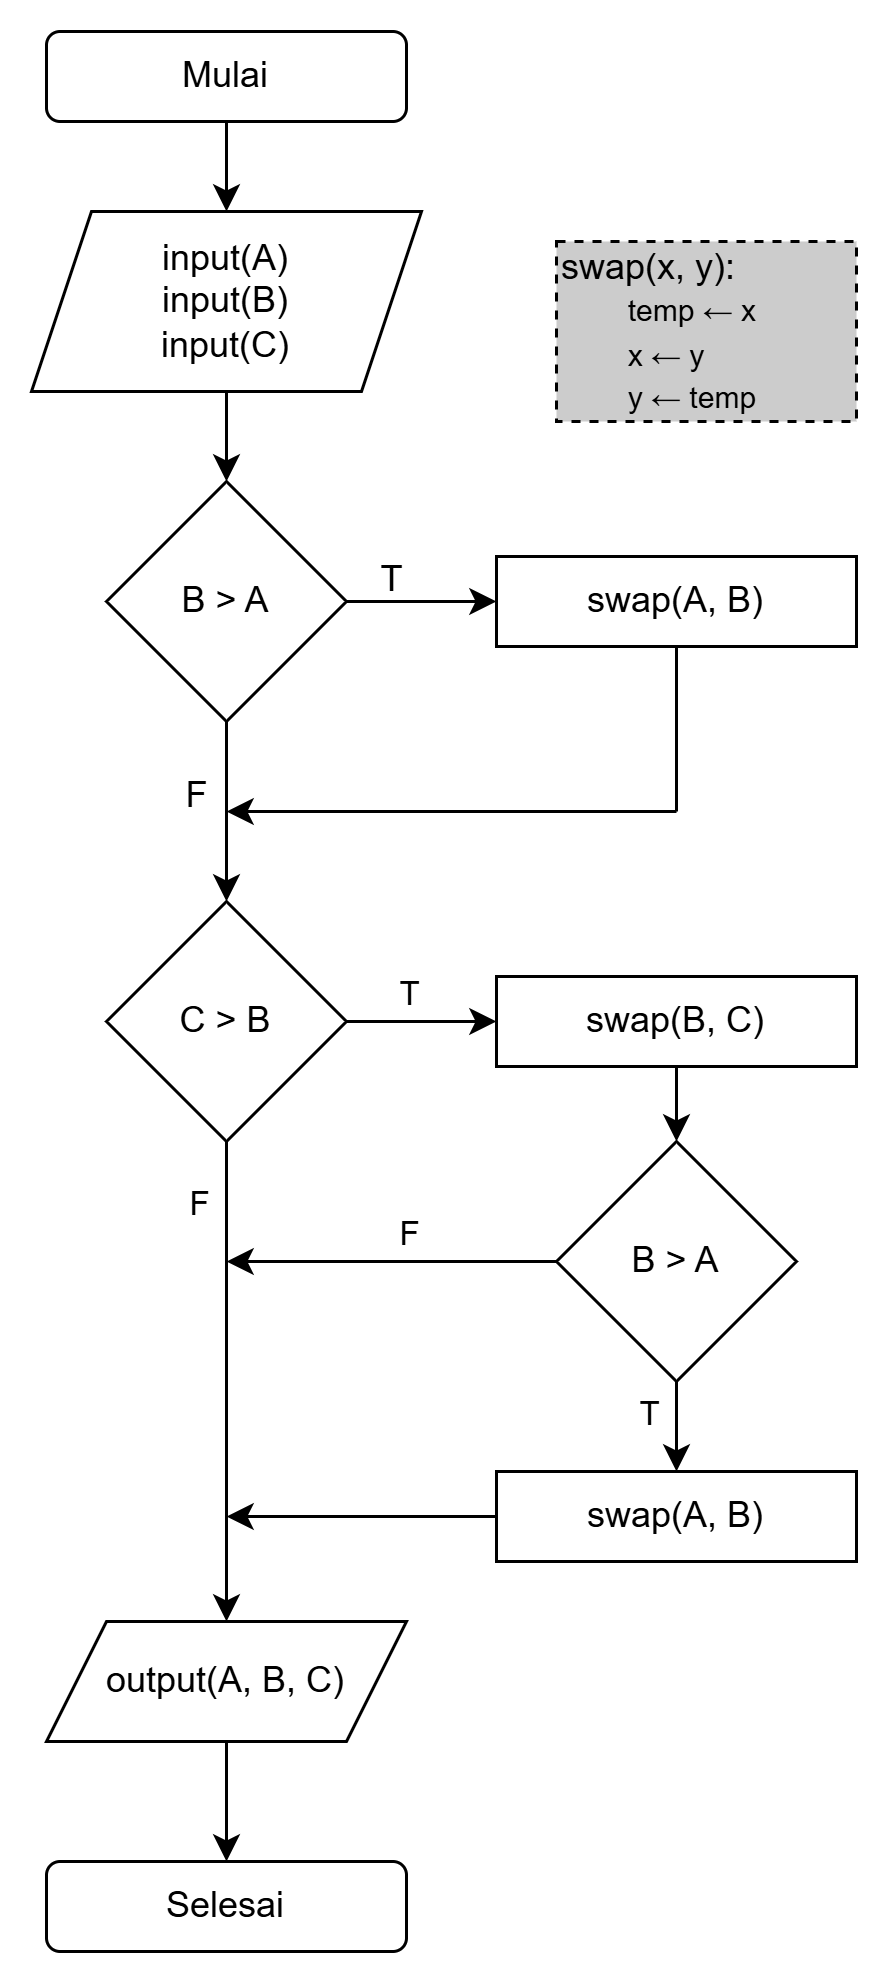 Mulai
input(A)
input(B)
input(C)
swap(x, y):
temp ← x
x ← y
y ← temp
B > A
T
swap(A, B)
F
C > B
T
swap(B, C)
F
F
B > A
T
swap(A, B)
output(A, B, C)
Selesai